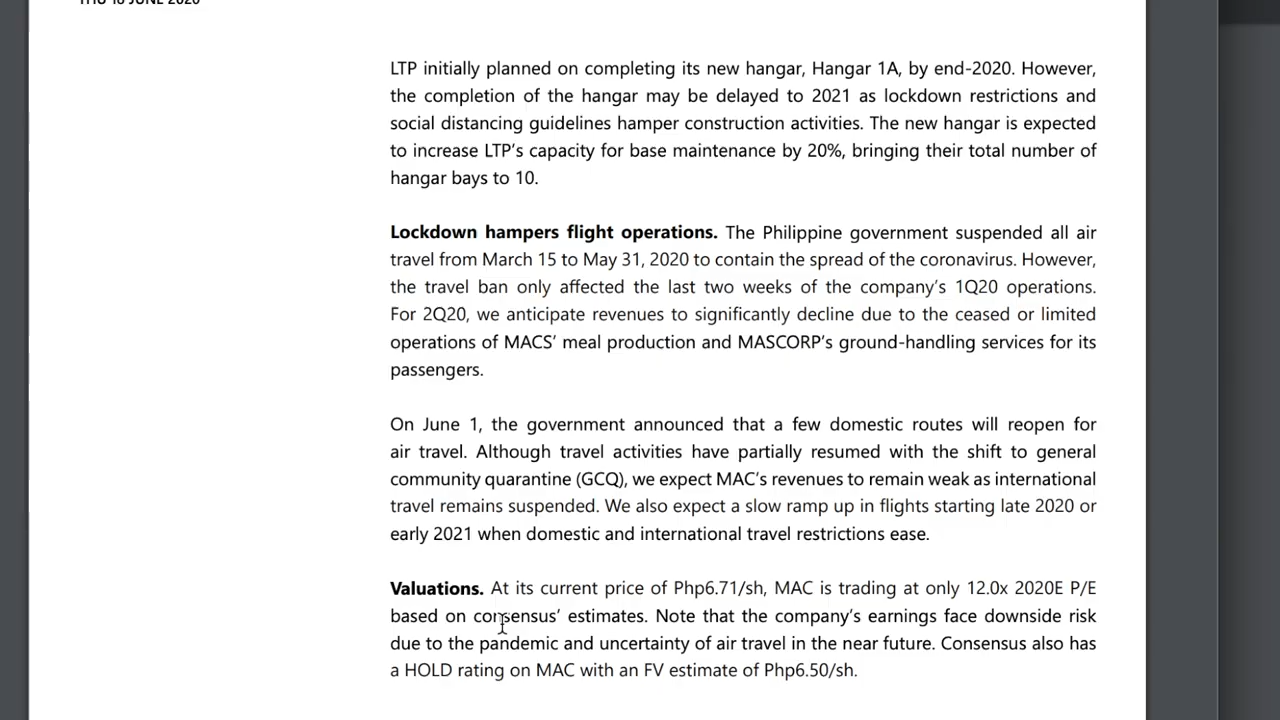 THU 18 JUNE 2020
LTP initially planned on completing its new hangar, Hangar 1A, by end-2020. However,
the completion of the hangar may be delayed to 2021 as lockdown restrictions and
social distancing guidelines hamper construction activities. The new hangar is expected
to increase LTP's capacity for base maintenance by 20%, bringing their total number of
hangar bays to 10.
Lockdown hampers flight operations. The Philippine government suspended all air
travel from March 15 to May 31, 2020 to contain the spread of the coronavirus. However,
the travel ban only affected the last two weeks of the company's 1Q20 operations.
For 2Q20, we anticipate revenues to significantly decline due to the ceased or limited
operations of MACS' meal production and MASCORP's ground-handling services for its
passengers.
On June 1, the government announced that a few domestic routes will reopen for
air travel. Although travel activities have partially resumed with the shift to general
community quarantine (GCQ), we expect MAC's revenues to remain weak as international
travel remains suspended. We also expect a slow ramp up in flights starting late 2020 or
early 2021 when domestic and international travel restrictions ease.
Valuations. At its current price of Php6.71/sh, MAC is trading at only 12.0x 2020E P/E
based on consensus' estimates. Note that the company's earnings face downside risk
due to the pandemic and uncertainty of air travel in the near future. Consensus also has
a HOLD rating on MAC with an FV estimate of Php6.50/sh.